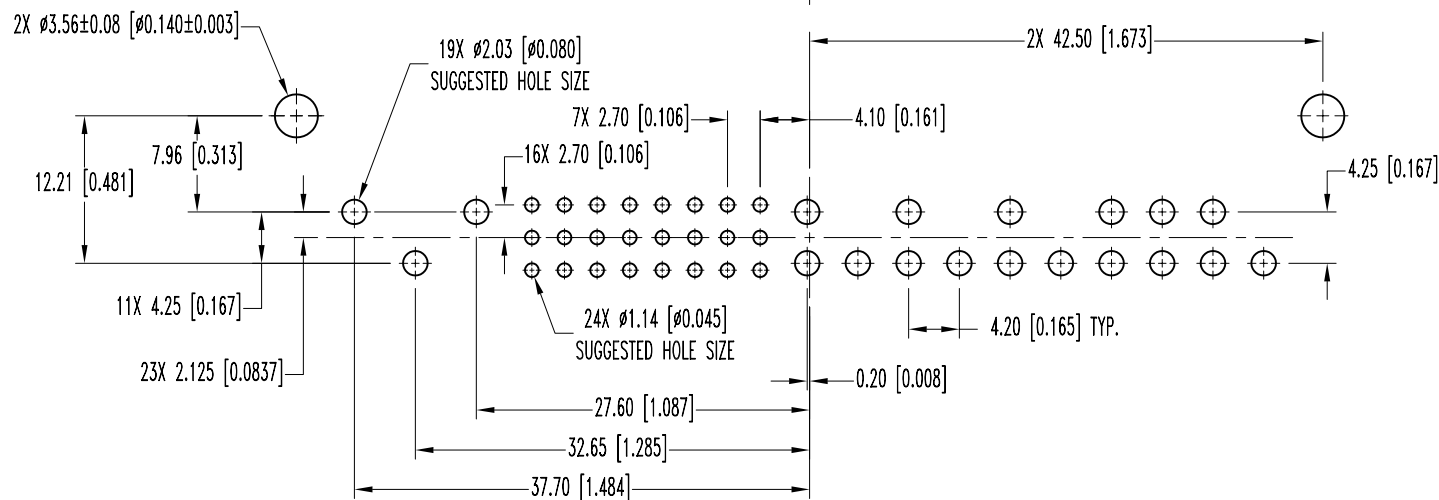 2X ø3.56±0.08 [ø0.140±0.003]
19X ø2.03 [ø0.080]
SUGGESTED HOLE SIZE
2X 42.50 [1.673]
7X 2.70 [0.106]
4.10 [0.161]
7.96 [0.313]
16X 2.70 [0.106]
12.21 [0.481]
4.25 [0.167]
11X 4.25 [0.167]
24X ø1.14 [ø0.045]
SUGGESTED HOLE SIZE
4.20 [0.165] TYP.
23X 2.125 [0.0837]
0.20 [0.008]
27.60 [1.087]
32.65 [1.285]
37.70 [1.484]